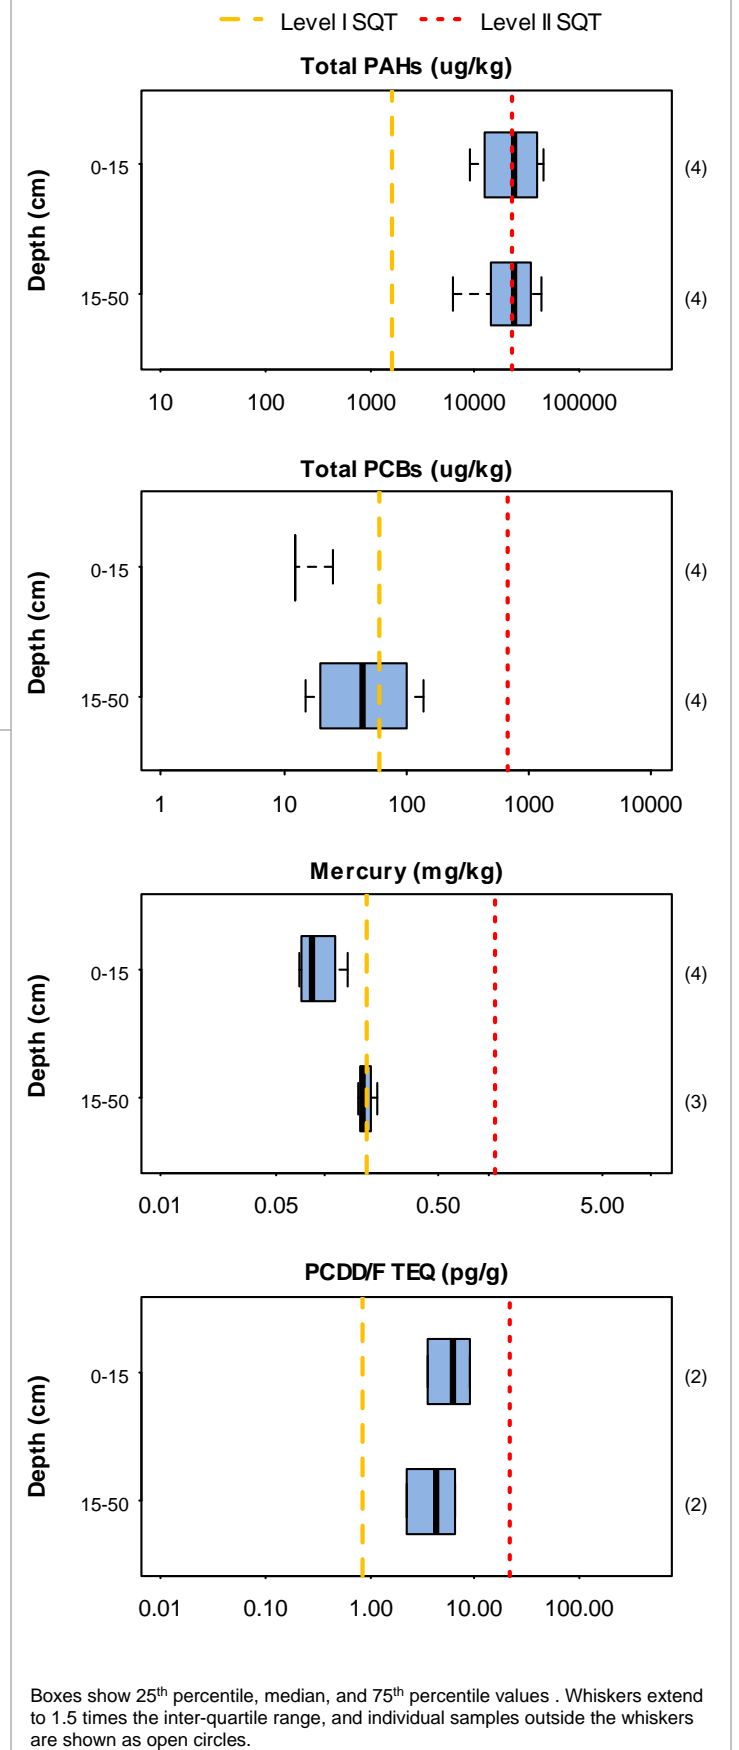 Level I SQT Level II SQT
Total PAHs (ug/kg)
Depth (cm)
0-15 (4)
15-50 (4)
10 100 1000 10000 100000
Total PCBs (ug/kg)
Depth (cm)
0-15 (4)
15-50 (4)
1 10 100 1000 10000
Mercury (mg/kg)
Depth (cm)
0-15 (4)
15-50 (3)
0.01 0.05 0.50 5.00
PCDD/F TEQ (pg/g)
Depth (cm)
0-15 (2)
15-50 (2)
0.01 0.10 1.00 10.00 100.00
Boxes show 25th percentile, median, and 75th percentile values . Whiskers extend
to 1.5 times the inter-quartile range, and individual samples outside the whiskers
are shown as open circles.